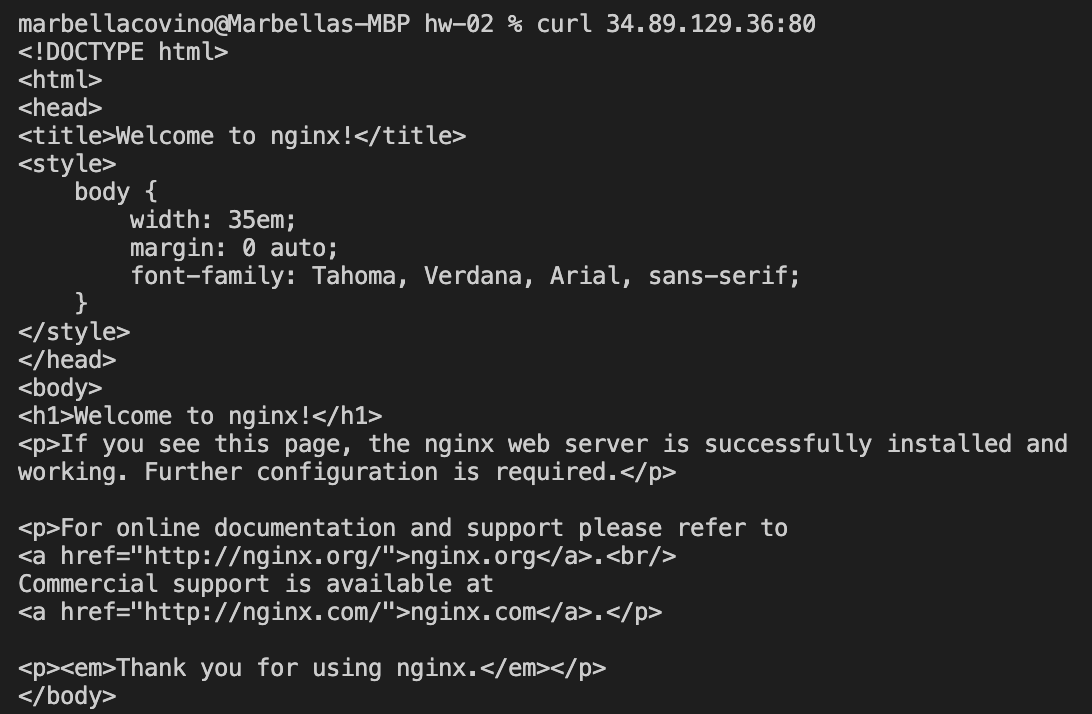 marbellacovino@Marbellas-MBP hw-02 % curl 34.89.129.36:80
<!DOCTYPE html>
<html>
<head>
<title>Welcome to nginx!</title>
<style>
    body {
        width: 35em;
        margin: 0 auto;
        font-family: Tahoma, Verdana, Arial, sans-serif;
    }
</style>
</head>
<body>
<h1>Welcome to nginx!</h1>
<p>If you see this page, the nginx web server is successfully installed and
working. Further configuration is required.</p>

<p>For online documentation and support please refer to
<a href="http://nginx.org/">nginx.org</a>.<br/>
Commercial support is available at
<a href="http://nginx.com/">nginx.com</a>.</p>

<p><em>Thank you for using nginx.</em></p>
</body>